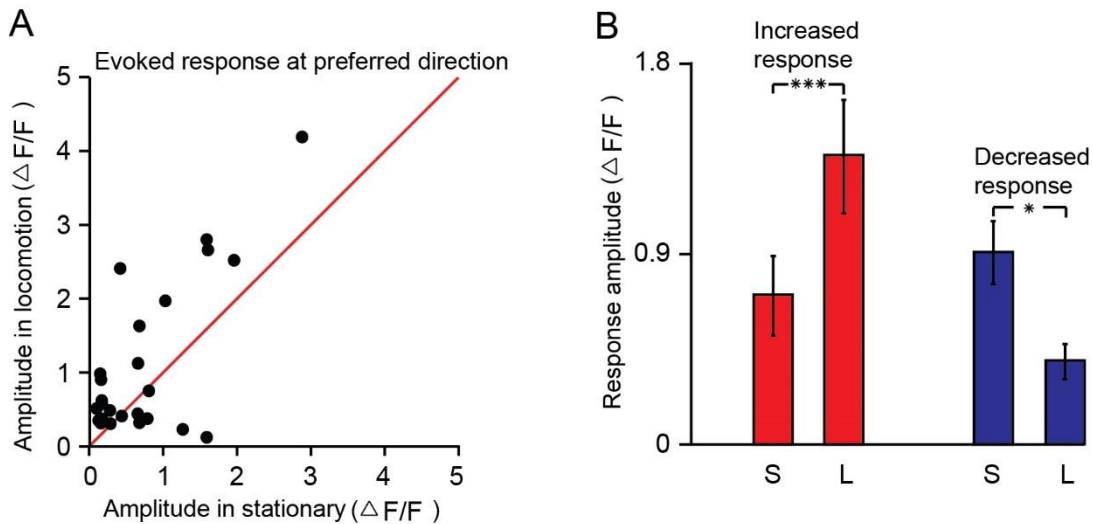 A
Evoked response at preferred direction
Amplitude in locomotion (△F/F)
5
4
3
2
1
0
0 1 2 3 4 5
Amplitude in stationary (△F/F)
B
Increased
response
***
Decreased
response
*
Response amplitude (△F/F)
1.8
0.9
0
S L S L